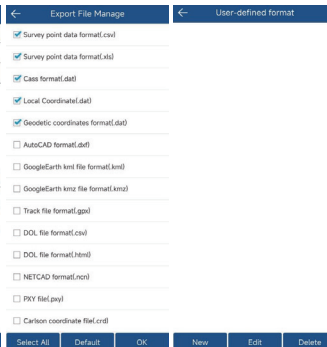 Export File Manage
Survey point data format(.csv)
Survey point data format(.xls)
Cass format(.dat)
Local Coordinate(.dat)
Geodetic coordinates format(.dat)
AutoCAD format(.dxf)
GoogleEarth kml file format(.kml)
GoogleEarth kmz file format(.kmz)
Track file format(.gpx)
DOL file format(.csv)
DOL file format(.html)
NETCAD format(.ncn)
PXY file(.pxy)
Carlson coordinate file(.crd)
Select All Default OK
User-defined format
New Edit Delete